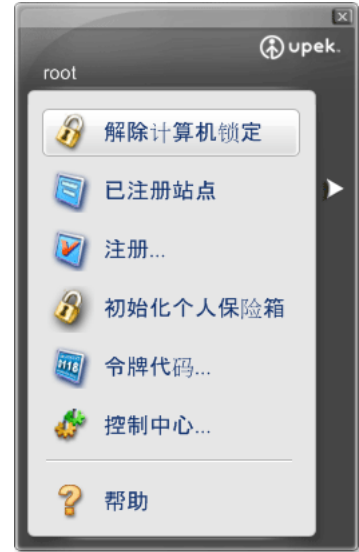 upek.
root
解除计算机锁定
已注册站点
注册...
初始化个人保险箱
令牌代码...
0118
控制中心...
帮助